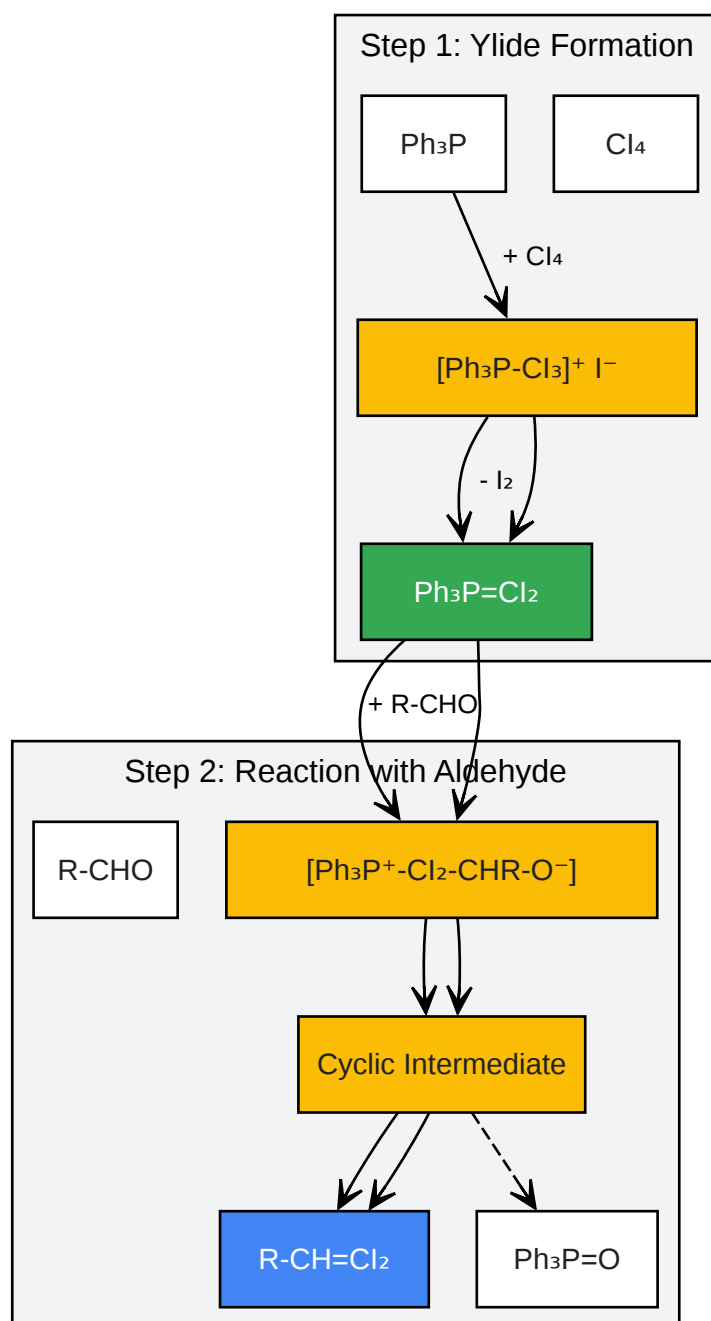 Step 1: Ylide Formation
Ph₃P
CI₄
+ CI₄
[Ph₃P-CI₃]⁺ I⁻
- I₂
Ph₃P=CI₂
+ R-CHO
Step 2: Reaction with Aldehyde
R-CHO
[Ph₃P⁺-CI₂-CHR-O⁻]
Cyclic Intermediate
R-CH=CI₂
Ph₃P=O